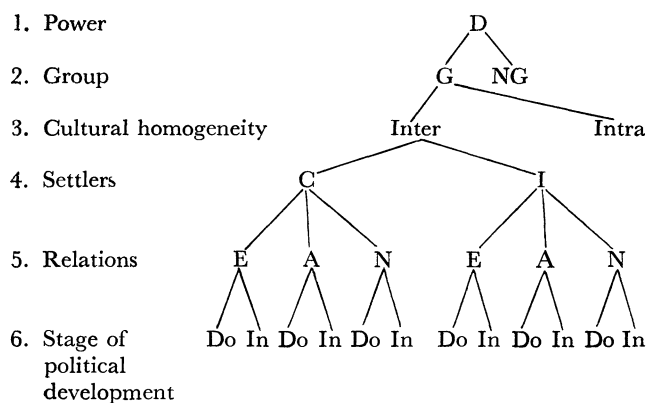 1. Power D
2. Group G NG
3. Cultural homogeneity Inter Intra
4. Settlers C I
5. Relations E A N E A N
6. Stage of Do In Do In Do In Do In Do In Do In
political
development